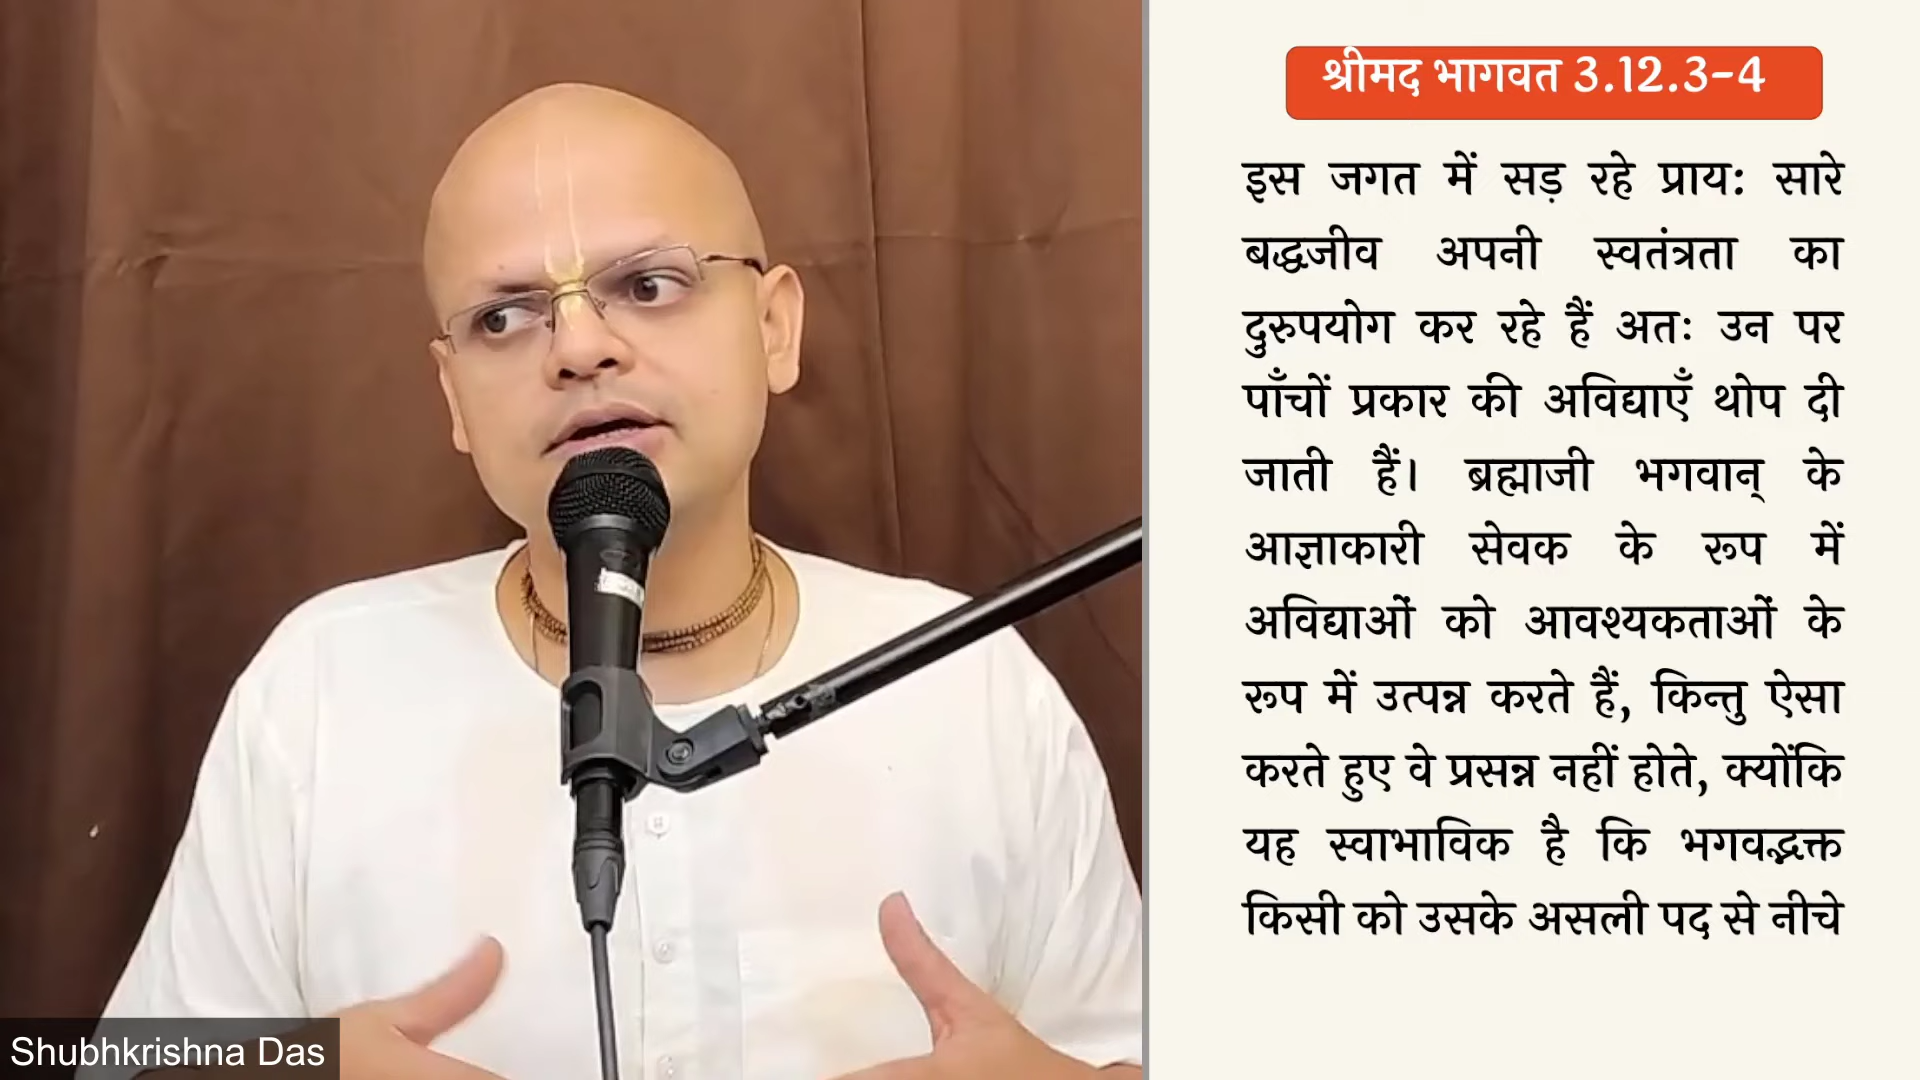 श्रीमद भागवत 3.12.3-4
इस जगत में सड़ रहे प्राय: सारे
बद्धजीव अपनी स्वतंत्रता का
दुरुपयोग कर रहे हैं अतः उन पर
पाँचों प्रकार की अविद्याएँ थोप दी
जाती हैं। ब्रह्माजी भगवान् के
आज्ञाकारी सेवक के रूप में
अविद्याओं को आवश्यकताओं के
रूप में उत्पन्न करते हैं, किन्तु ऐसा
करते हुए वे प्रसन्न नहीं होते, क्योंकि
यह स्वाभाविक है कि भगवद्भक्त
किसी को उसके असली पद से नीचे
Shubhkrishna Das